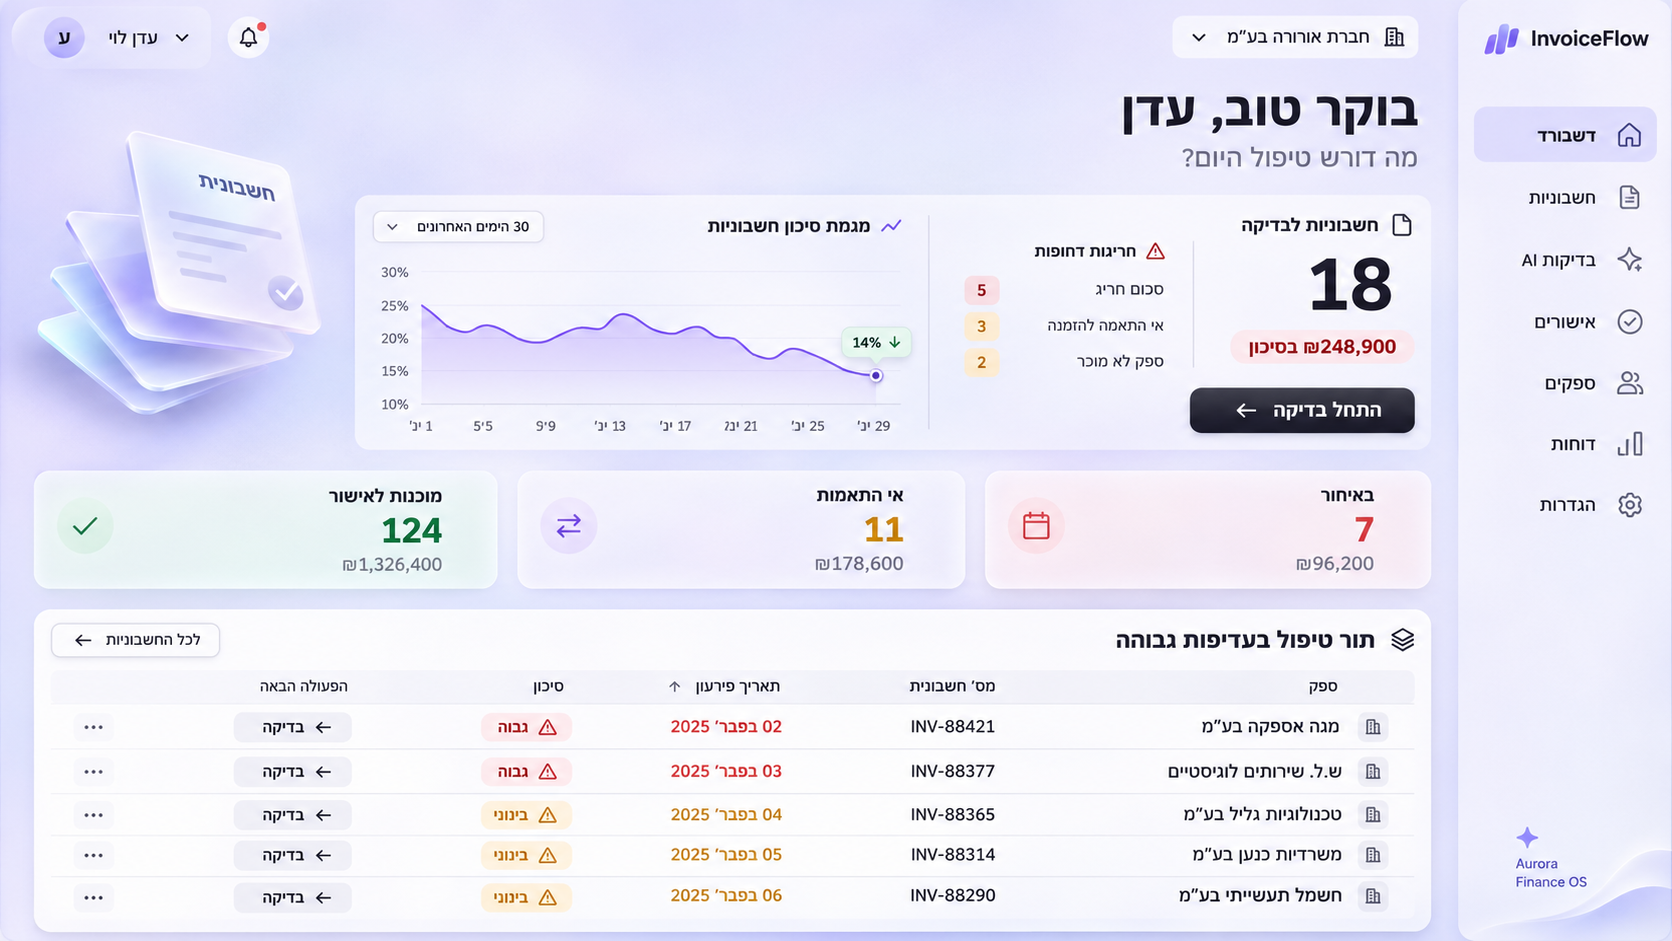 InvoiceFlow
דשבורד
חשבוניות
בדיקות AI
אישורים
ספקים
דוחות
הגדרות
Aurora
Finance OS
חברת אורורה בע״מ
עדן לוי
ע
בוקר טוב, עדן
מה דורש טיפול היום?
חשבונית
חשבוניות לבדיקה
18
₪248,900 בסיכון
התחל בדיקה
חריגות דחופות
סכום חריג 5
אי התאמה להזמנה 3
ספק לא מוכר 2
מגמת סיכון חשבוניות
30 הימים האחרונים
30%
25%
20%
15%
10%
14%
1 ינ׳
5׳5
9׳9
13 ינ׳
17 ינ׳
21 ינ׳
25 ינ׳
29 ינ׳
באיחור
7
₪96,200
אי התאמות
11
₪178,600
מוכנות לאישור
124
₪1,326,400
תור טיפול בעדיפות גבוהה
לכל החשבוניות
ספק מס׳ חשבונית תאריך פירעון סיכון הפעולה הבאה
מגה אספקה בע״מ INV-88421 02 בפבר׳ 2025 גבוה בדיקה
ש.ל. שירותים לוגיסטיים INV-88377 03 בפבר׳ 2025 גבוה בדיקה
טכנולוגיות גליל בע״מ INV-88365 04 בפבר׳ 2025 בינוני בדיקה
משרדיות כנען בע״מ INV-88314 05 בפבר׳ 2025 בינוני בדיקה
חשמל תעשייתי בע״מ INV-88290 06 בפבר׳ 2025 בינוני בדיקה